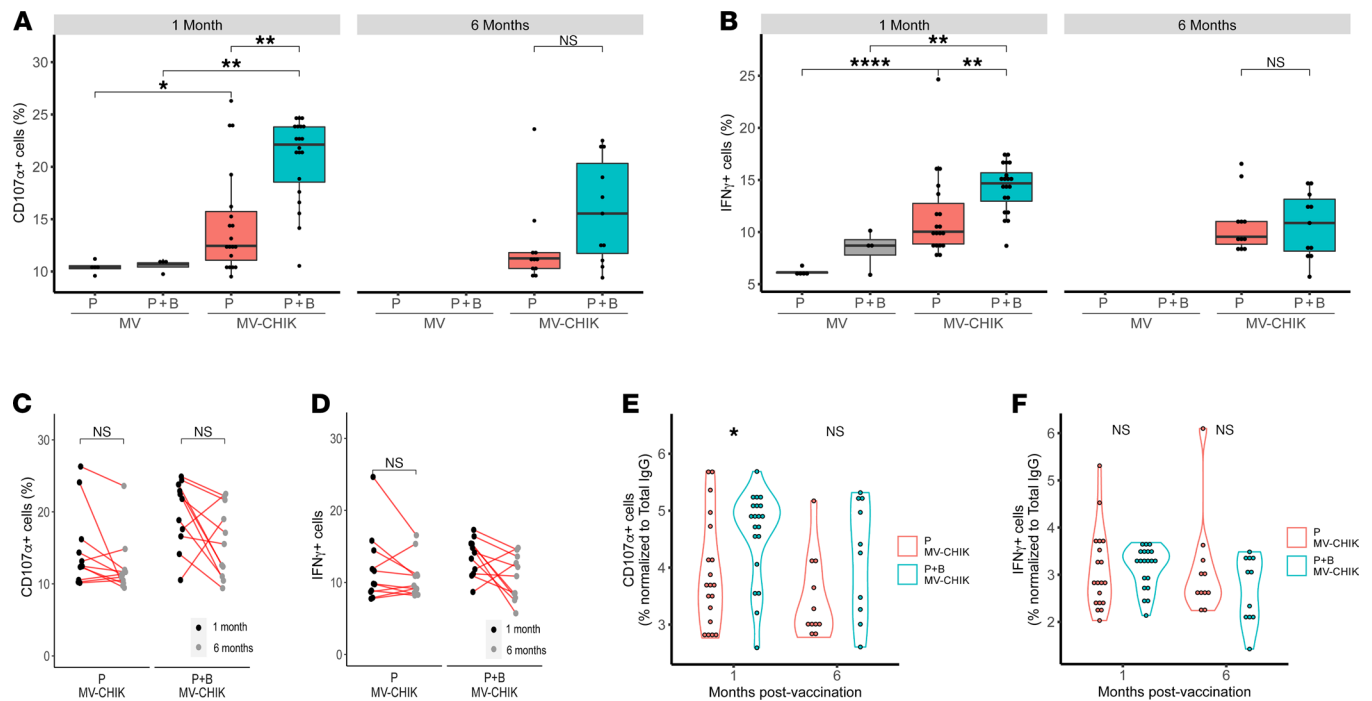 A
1 Month
6 Months
CD107α+ cells (%)
30
25
20
15
10
*
**
**
NS
P
P+B
P
P+B
MV
MV-CHIK
P
P+B
P
P+B
MV
MV-CHIK
B
1 Month
6 Months
IFNγ+ cells (%)
25
20
15
10
5
**
****
**
NS
P
P+B
P
P+B
MV
MV-CHIK
P
P+B
P
P+B
MV
MV-CHIK
C
CD107α+ cells (%)
30
20
10
0
NS
NS
1 month
6 months
P
MV-CHIK
P+B
MV-CHIK
D
IFNγ+ cells
30
20
10
0
NS
1 month
6 months
P
MV-CHIK
P+B
MV-CHIK
E
CD107α+ cells
(% normalized to Total IgG)
6
5
4
3
*
NS
1
6
Months post-vaccination
P
MV-CHIK
P+B
MV-CHIK
F
IFNγ+ cells
(% normalized to Total IgG)
6
5
4
3
2
NS
NS
1
6
Months post-vaccination
P
MV-CHIK
P+B
MV-CHIK